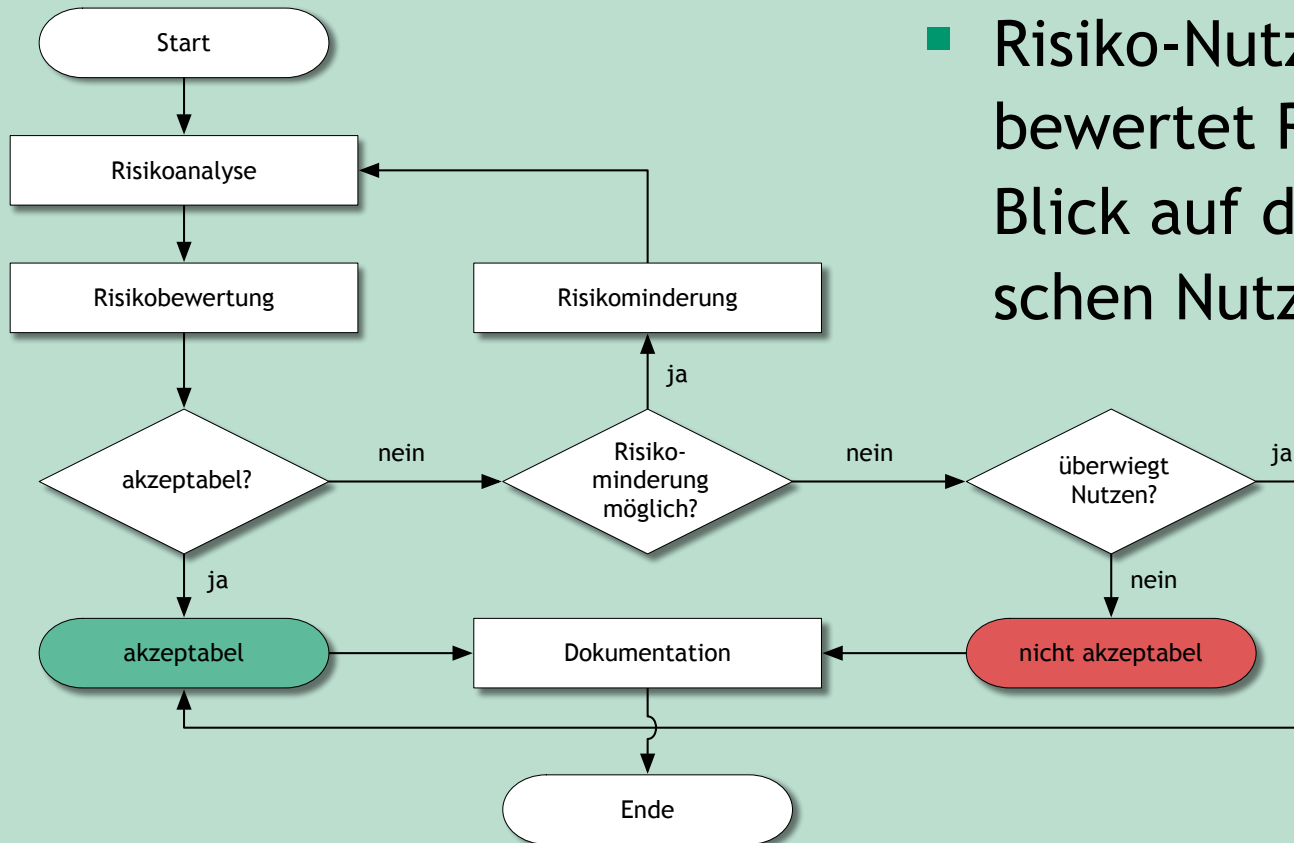 Start
Risikoanalyse
Risikobewertung
Risikominderung
ja
akzeptabel?
nein
Risiko-
minderung
möglich?
nein
überwiegt
Nutzen?
ja
ja
nein
akzeptabel
Dokumentation
nicht akzeptabel
Ende
Risiko-Nutz
bewertet
Blick auf d
schen Nutz